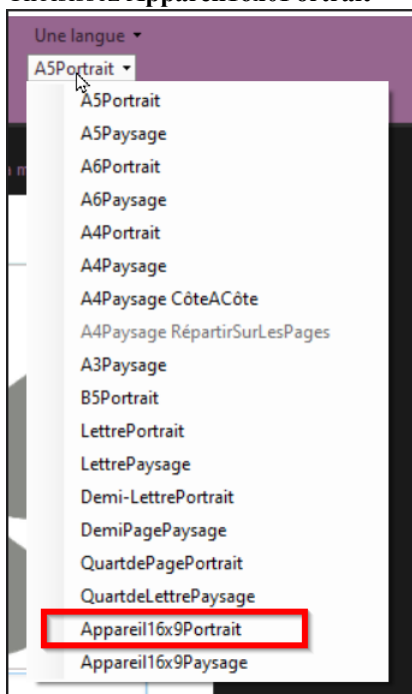 Une langue
A5Portrait
A5Portrait
A5Paysage
A6Portrait
A6Paysage
A4Portrait
A4Paysage
A4Paysage CôteACôte
A4Paysage RépartirSurLesPages
A3Paysage
B5Portrait
LettrePortrait
LettrePaysage
Demi-LettrePortrait
DemiPagePaysage
QuartdePagePortrait
QuartdeLettrePaysage
Appareil16x9Portrait
Appareil16x9Paysage